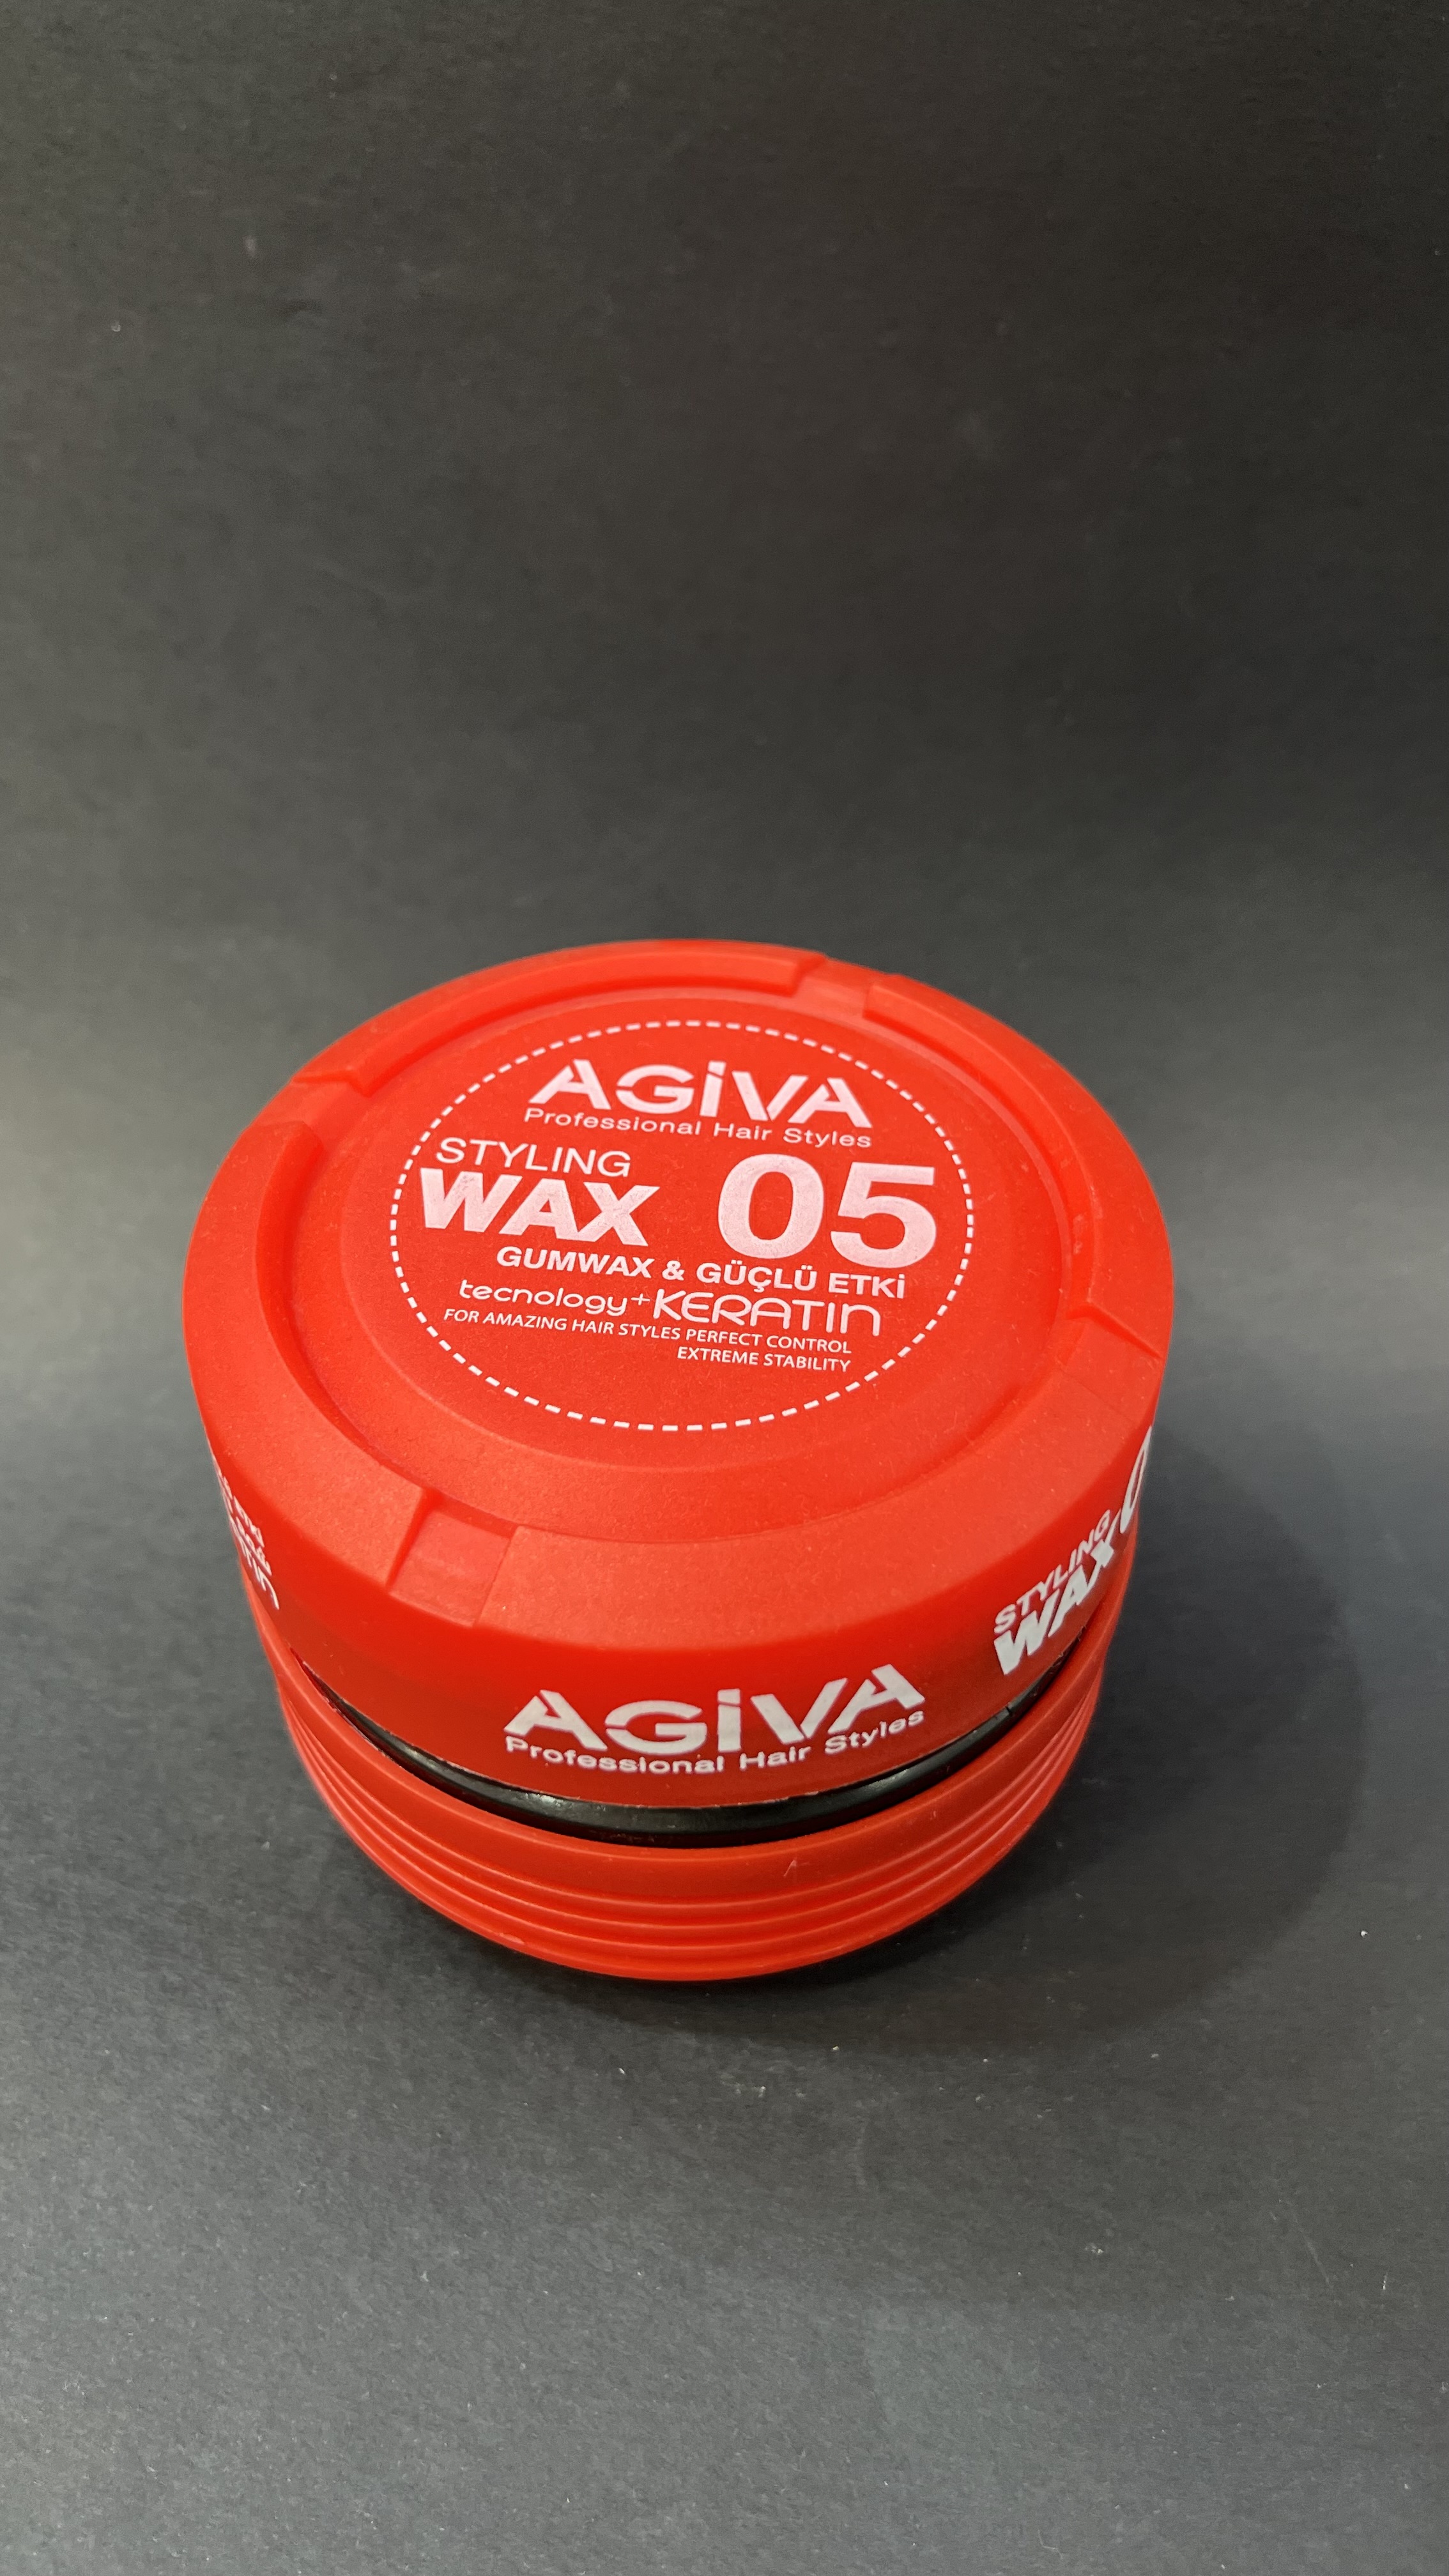 AGiVA
Professional Hair Styles
STYLING
WAX 05
GUMWAX & GÜÇLÜ ETKİ
tecnology+KERATIN
FOR AMAZING HAIR STYLES PERFECT CONTROL
EXTREME STABILITY
AGiVA
Professional Hair Styles
STYLING
WAX